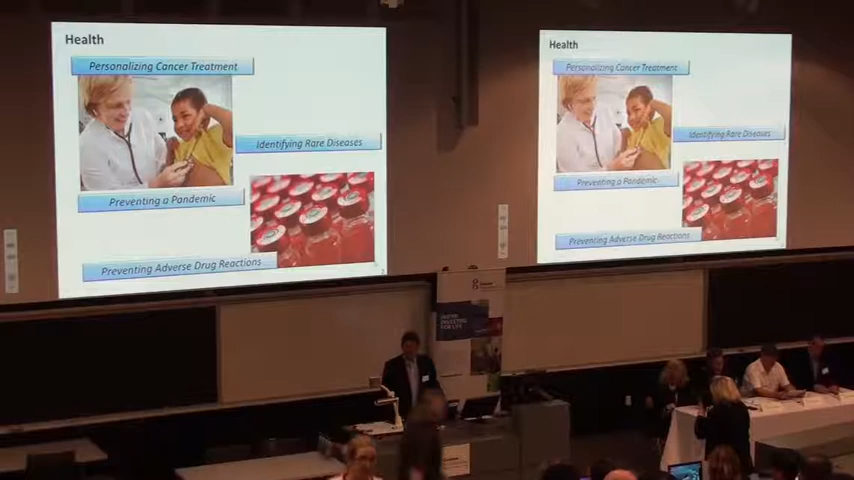 Health
Personalizing Cancer Treatment
Identifying Rare Diseases
Preventing a Pandemic
Preventing Adverse Drug Reactions
Health
Personalizing Cancer Treatment
Identifying Rare Diseases
Preventing a Pandemic
Preventing Adverse Drug Reactions